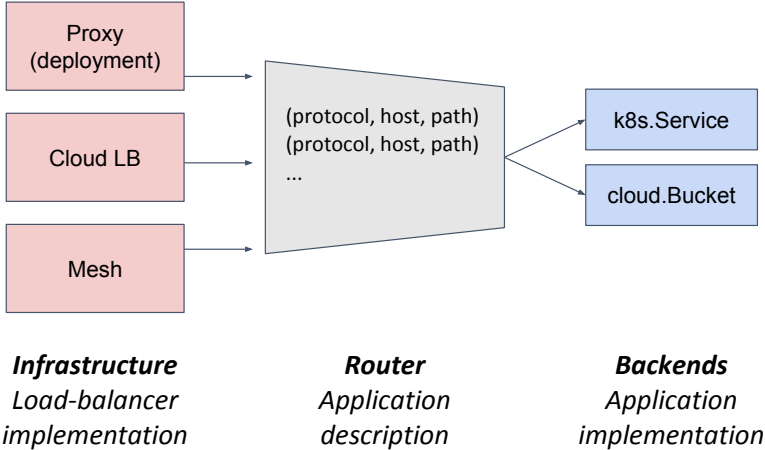 Proxy
(deployment)
Cloud LB
Mesh
(protocol, host, path)
(protocol, host, path)
...
k8s.Service
cloud.Bucket
Infrastructure
Load-balancer
implementation
Router
Application
description
Backends
Application
implementation